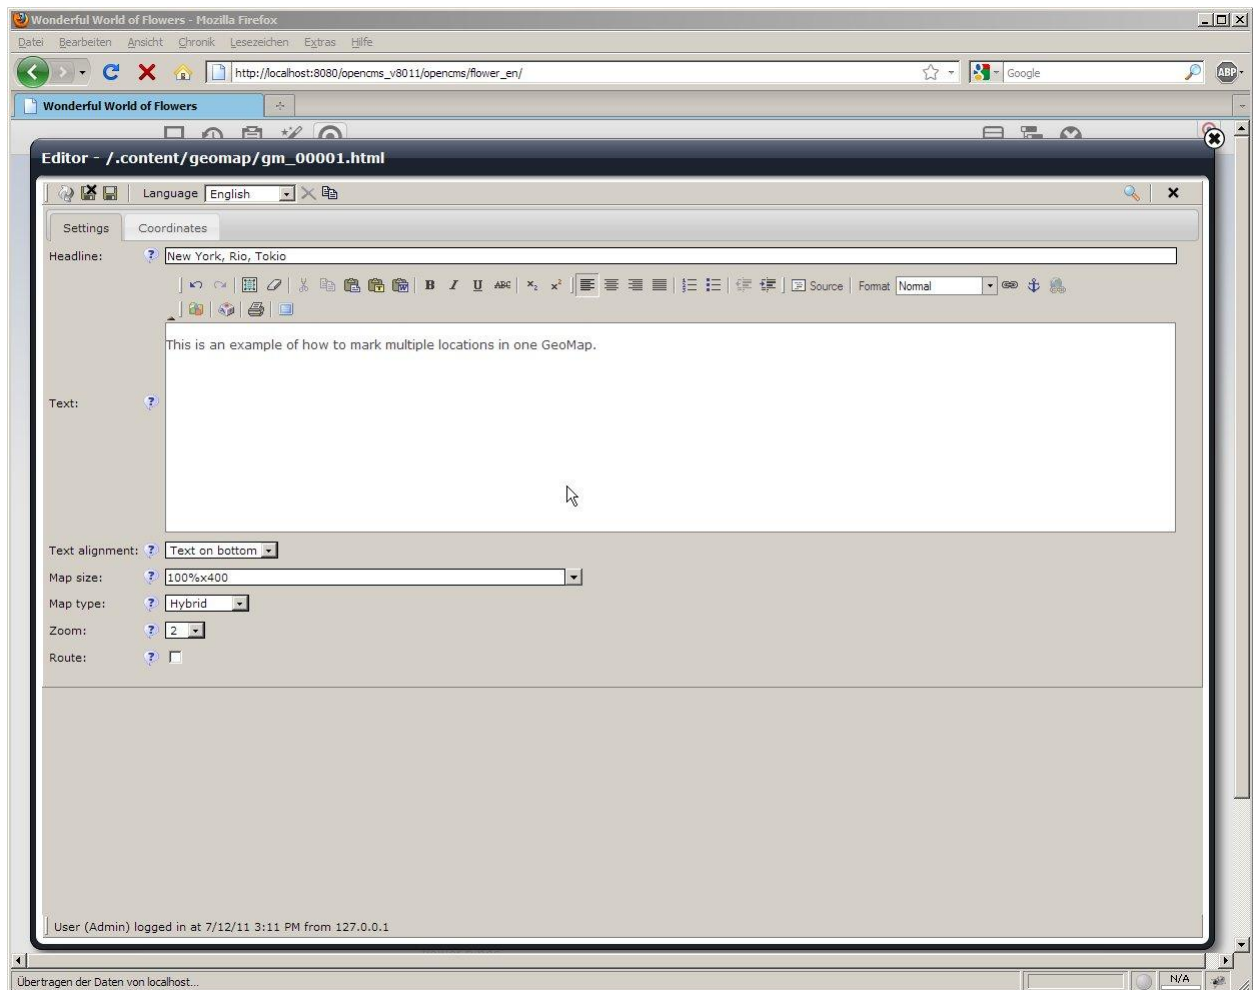 Wonderful World of Flowers - Mozilla Firefox
Datei Bearbeiten Ansicht Chronik Lesezeichen Extras Hilfe
http://localhost:8080/opencms_v8011/opencms/flower_en/ Google ABP
Wonderful World of Flowers
Editor - /.content/geomap/gm_00001.html
Language English
Settings Coordinates
Headline: ? New York, Rio, Tokio
B I U ABC x₂ x² Source Format Normal
This is an example of how to mark multiple locations in one GeoMap.
Text: ?
Text alignment: ? Text on bottom
Map size: ? 100%x400
Map type: ? Hybrid
Zoom: ? 2
Route: ?
User (Admin) logged in at 7/12/11 3:11 PM from 127.0.0.1
Übertragen der Daten von localhost... N/A